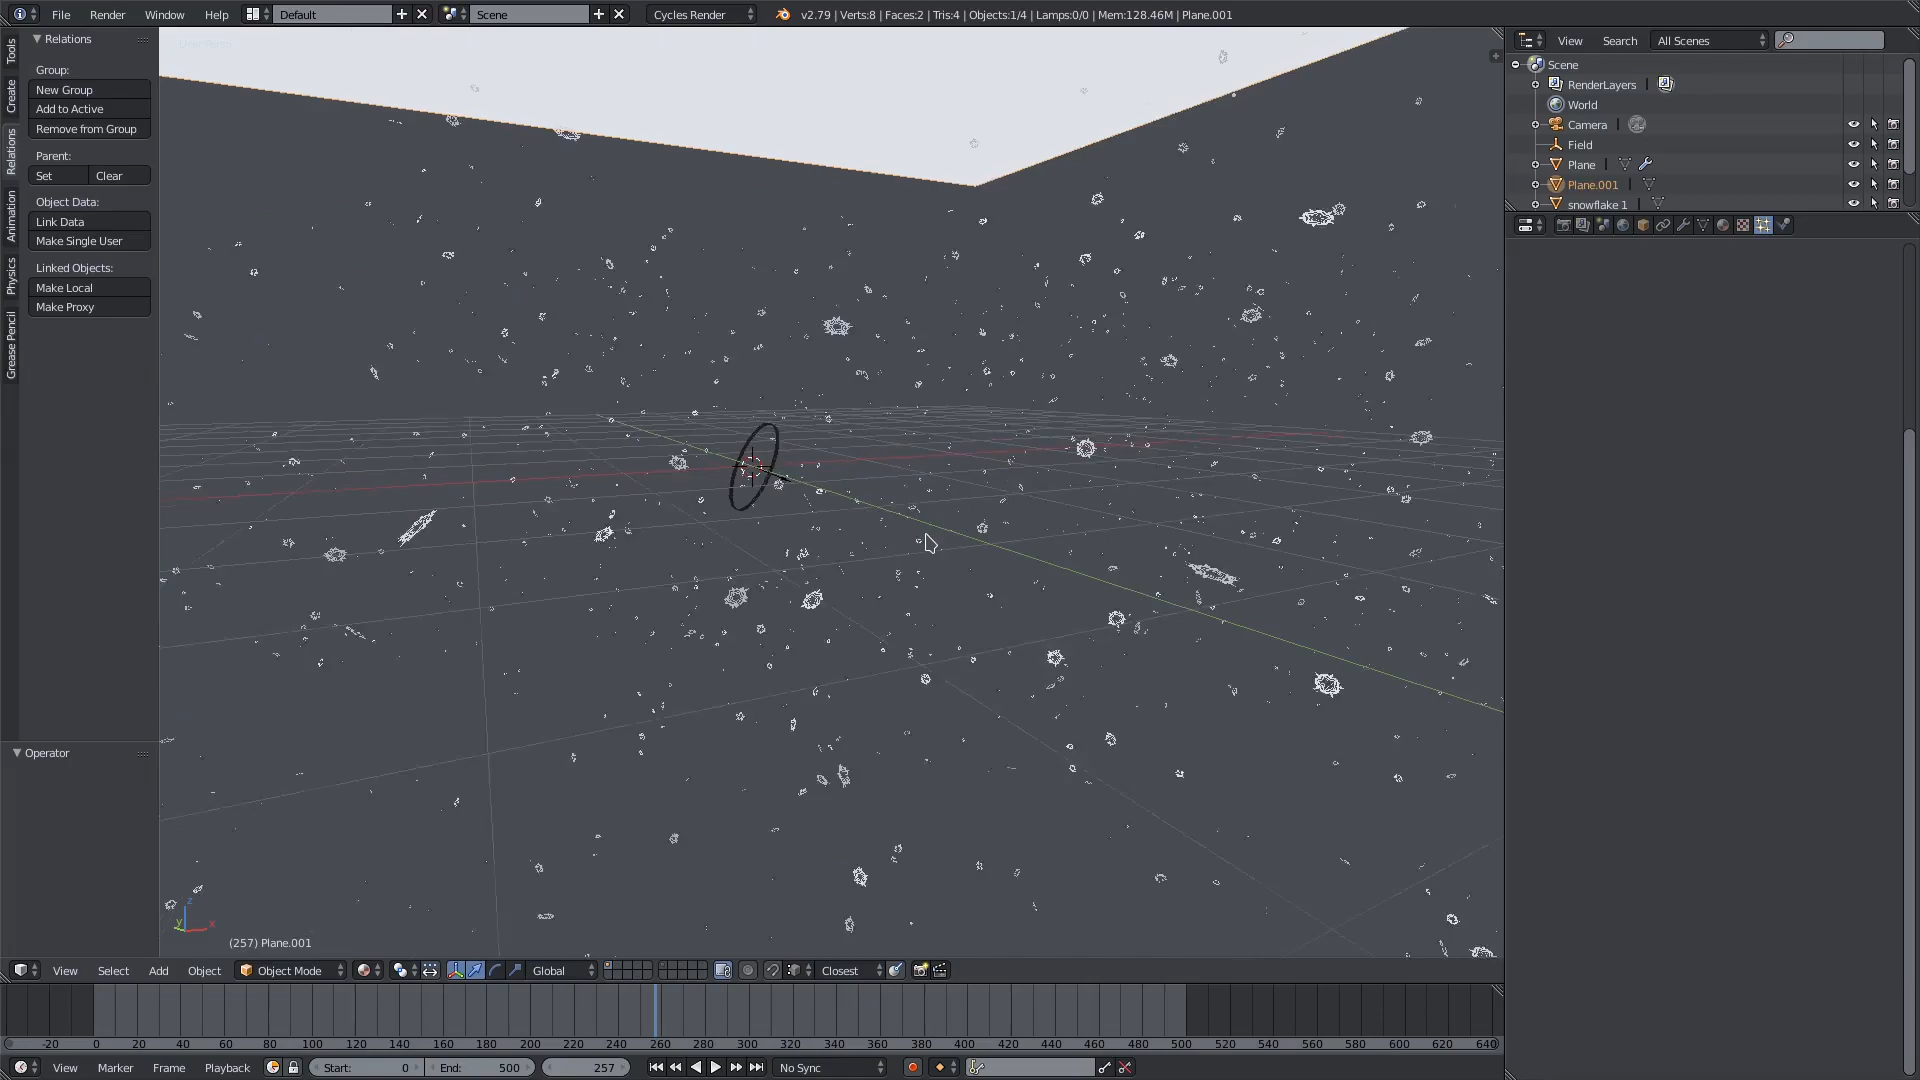 File Render Window Help Default Scene Cycles Render v2.79 | Verts:8 | Faces:2 | Tris:4 | Objects:1/4 | Lamps:0/0 | Mem:128.46M | Plane.001
Tools
Create
Relations
Animation
Physics
Grease Pencil
Relations
Group:
New Group
Add to Active
Remove from Group
Parent:
Set Clear
Object Data:
Link Data
Make Single User
Linked Objects:
Make Local
Make Proxy
Operator
z
y x
(257) Plane.001
View Search All Scenes
Scene
RenderLayers |
World
Camera |
Field
Plane |
Plane.001 |
snowflake 1 |
View Select Add Object Object Mode Global Closest
-20 0 20 40 60 80 100 120 140 160 180 200 220 240 260 280 300 320 340 360 380 400 420 440 460 480 500 520 540 560 580 600 620 640
View Marker Frame Playback Start: 0 End: 500 257 No Sync